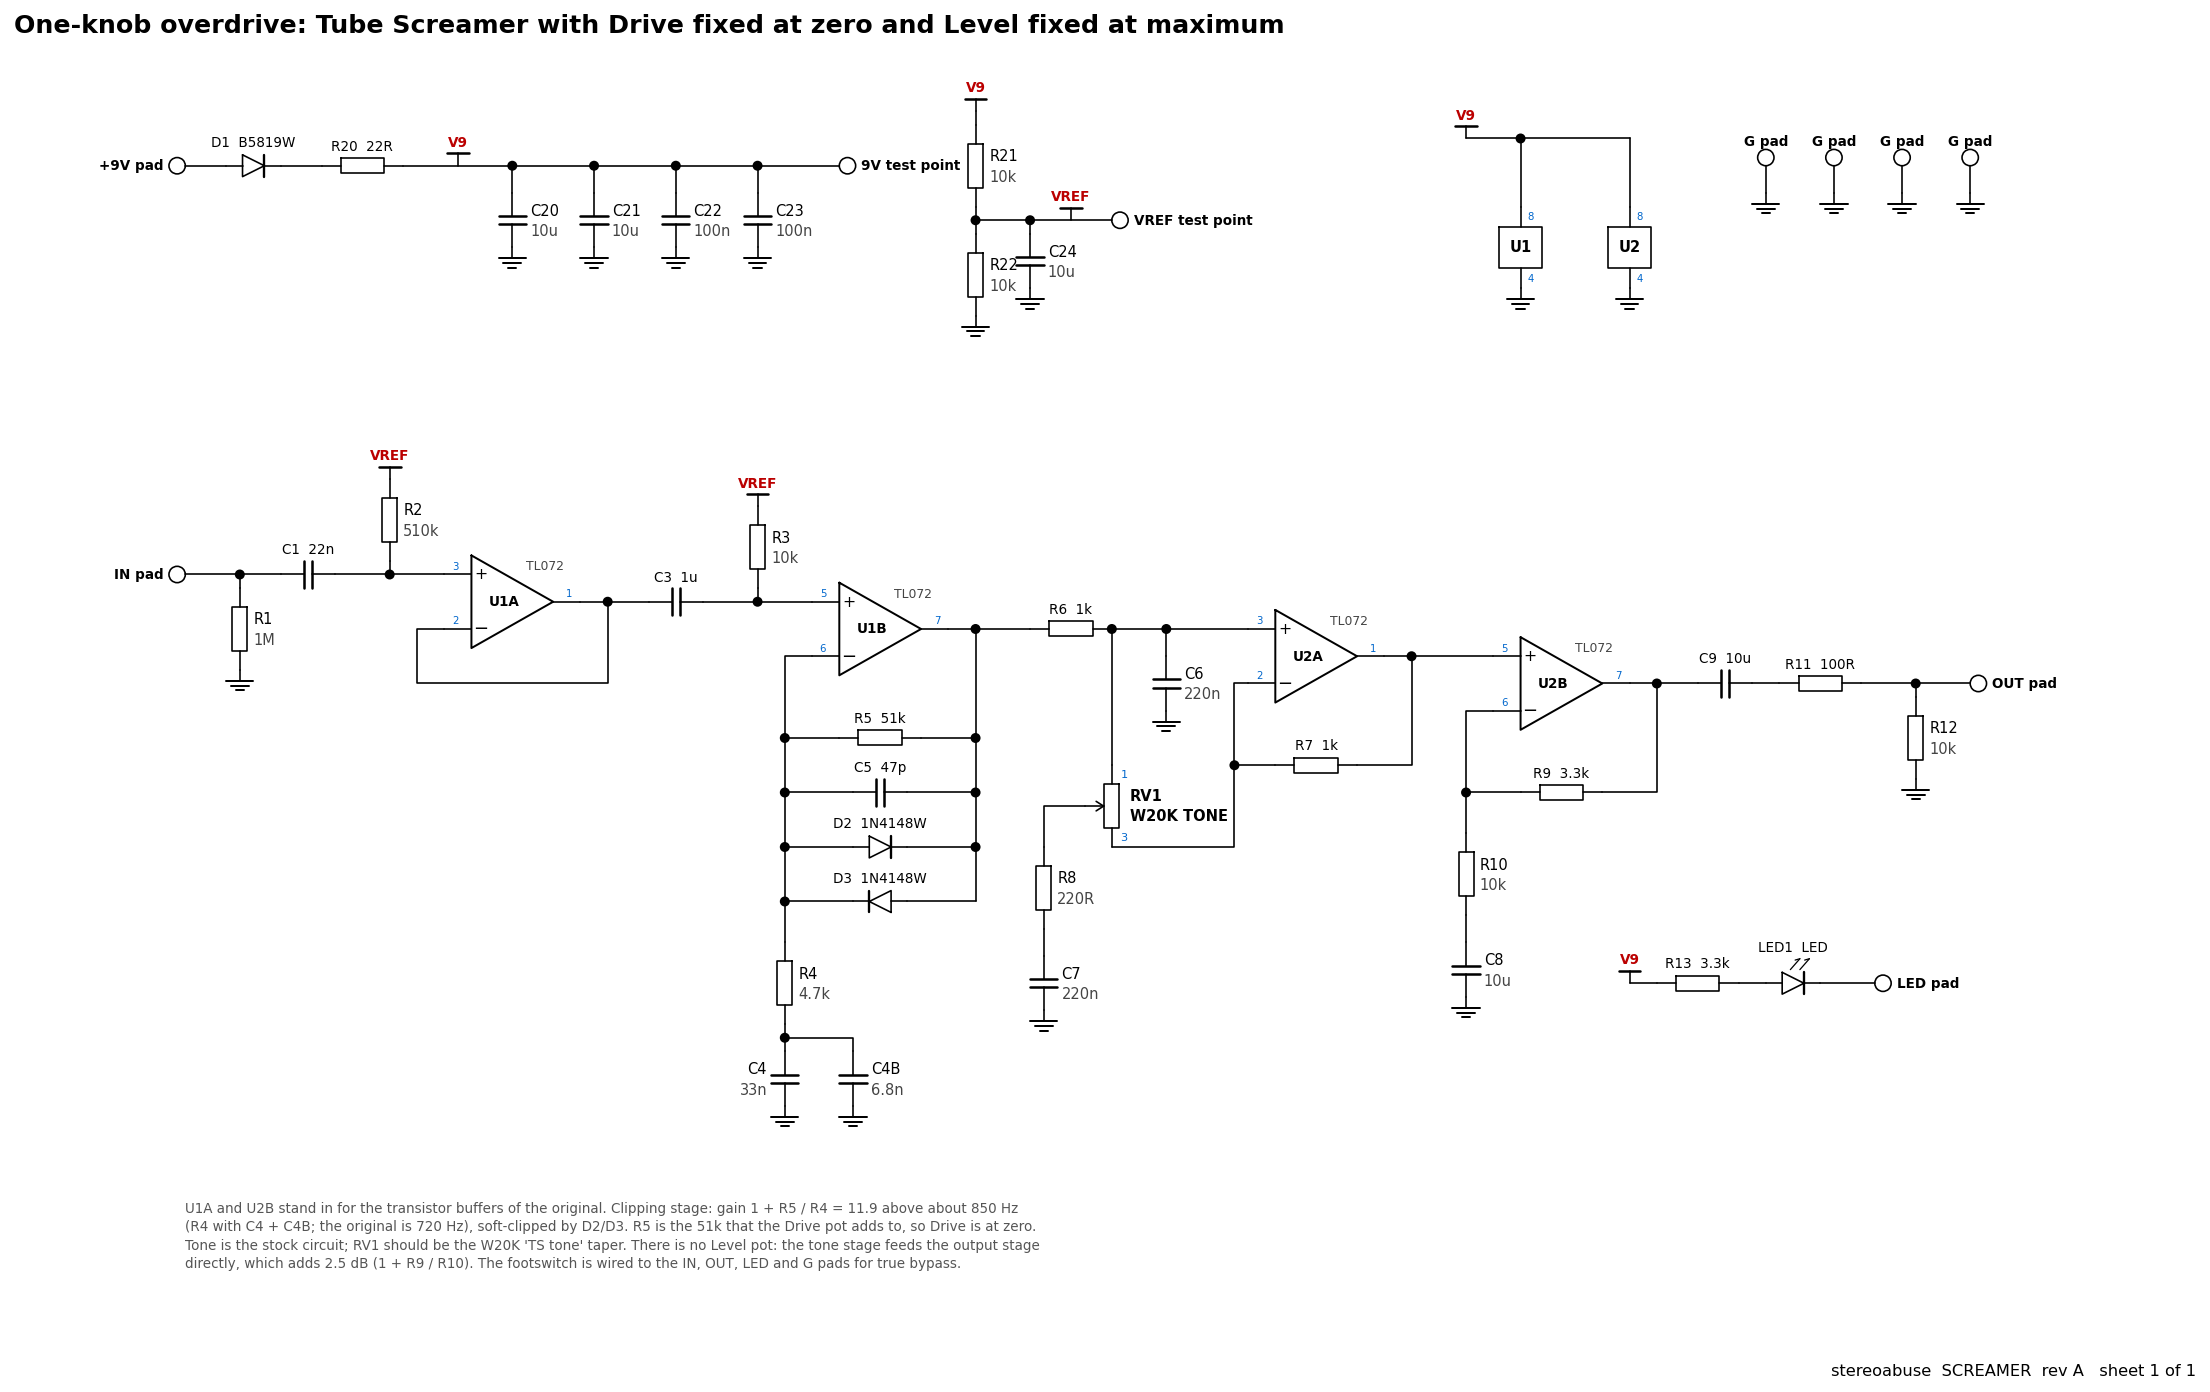 One-knob overdrive: Tube Screamer with Drive fixed at zero and Level fixed at maximum
+9V pad
D1 B5819W
R20 22R
V9
C20
10u
C21
10u
C22
100n
C23
100n
9V test point
V9
R21
10k
VREF
VREF test point
R22
10k
C24
10u
V9
8
U1
4
8
U2
4
G pad
G pad
G pad
G pad
IN pad
R1
1M
C1 22n
VREF
R2
510k
3
+
TL072
U1A
1
2
−
C3 1u
VREF
R3
10k
5
+
TL072
U1B
7
6
−
R5 51k
C5 47p
D2 1N4148W
D3 1N4148W
R4
4.7k
C4
33n
C4B
6.8n
R6 1k
C6
220n
1
RV1
W20K TONE
3
R8
220R
C7
220n
3
+
TL072
U2A
1
2
−
R7 1k
5
+
TL072
U2B
7
6
−
R9 3.3k
R10
10k
C8
10u
C9 10u
R11 100R
OUT pad
R12
10k
V9
R13 3.3k
LED1 LED
LED pad
U1A and U2B stand in for the transistor buffers of the original. Clipping stage: gain 1 + R5 / R4 = 11.9 above about 850 Hz
(R4 with C4 + C4B; the original is 720 Hz), soft-clipped by D2/D3. R5 is the 51k that the Drive pot adds to, so Drive is at zero.
Tone is the stock circuit; RV1 should be the W20K 'TS tone' taper. There is no Level pot: the tone stage feeds the output stage
directly, which adds 2.5 dB (1 + R9 / R10). The footswitch is wired to the IN, OUT, LED and G pads for true bypass.
stereoabuse SCREAMER rev A sheet 1 of 1